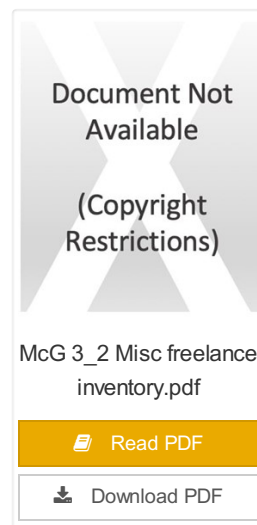 Document Not
Available
(Copyright
Restrictions)
McG 3_2 Misc freelance
inventory.pdf
Read PDF
Download PDF